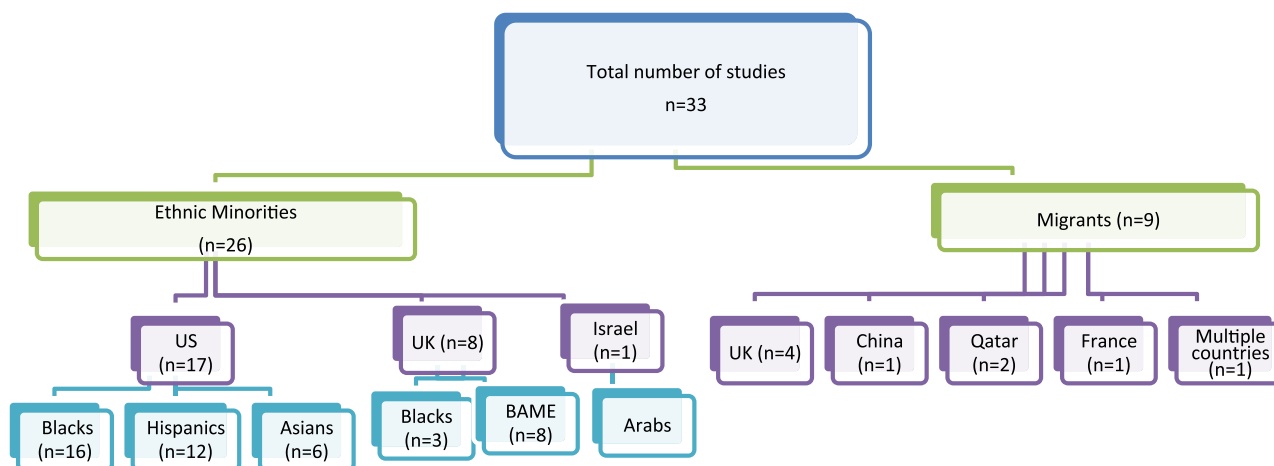 Total number of studies
n=33
Ethnic Minorities
(n=26)
Migrants (n=9)
US
(n=17)
UK (n=8)
Israel
(n=1)
UK (n=4)
China
(n=1)
Qatar
(n=2)
France
(n=1)
Multiple
countries
(n=1)
Blacks
(n=16)
Hispanics
(n=12)
Asians
(n=6)
Blacks
(n=3)
BAME
(n=8)
Arabs